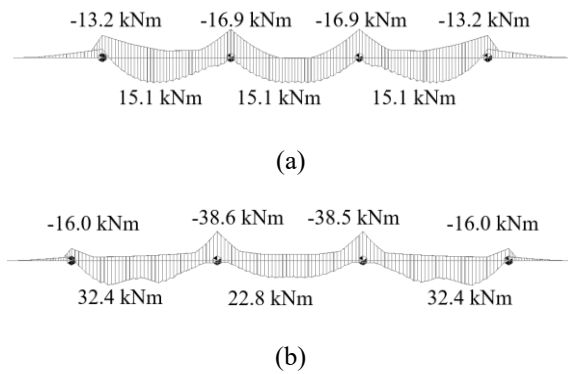 -13.2 kNm -16.9 kNm -16.9 kNm -13.2 kNm
15.1 kNm 15.1 kNm 15.1 kNm
(a)
-16.0 kNm -38.6 kNm -38.5 kNm -16.0 kNm
32.4 kNm 22.8 kNm 32.4 kNm
(b)